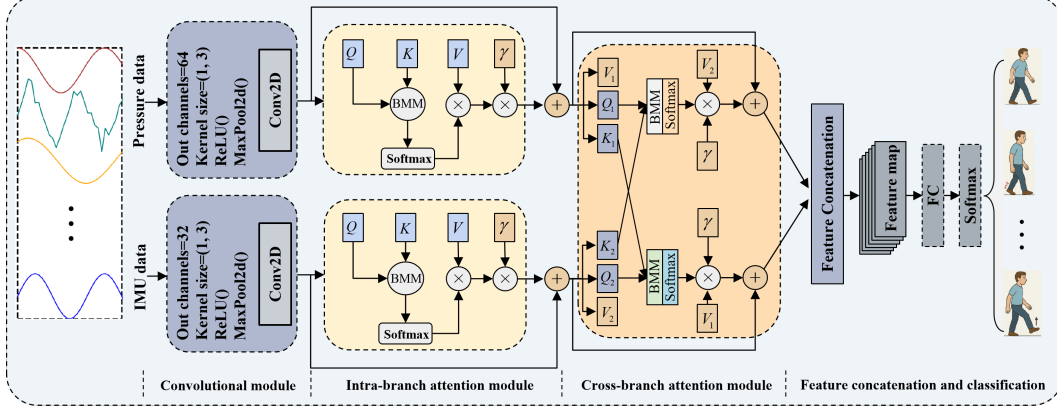 Pressure data
Out channels=64
Kernel size=(1, 3)
ReLU()
MaxPool2d()
Conv2D
Q
K
V
γ
BMM
×
×
Softmax
+
V₁
Q₁
K₁
BMM
Softmax
V₂
×
γ
+
IMU data
Out channels=32
Kernel size=(1, 3)
ReLU()
MaxPool2d()
Conv2D
Q
K
V
γ
BMM
×
×
Softmax
+
K₂
Q₂
V₂
BMM
Softmax
γ
×
V₁
+
Feature Concatenation
Feature map
FC
Softmax
Convolutional module
Intra-branch attention module
Cross-branch attention module
Feature concatenation and classification